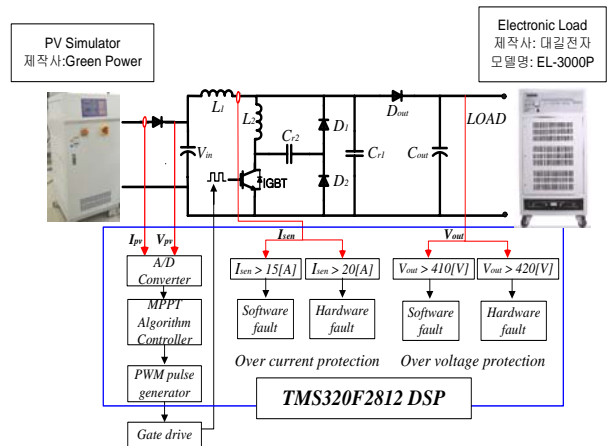 PV Simulator
제작사:Green Power
Electronic Load
제작사: 대길전자
모델명: EL-3000P
L1
L2
D1
Dout
LOAD
Cr2
Vin
Cr1
Cout
D2
IGBT
Ipv
Vpv
Isen
Vout
A/D
Converter
Isen > 15[A]
Isen > 20[A]
Vout > 410[V]
Vout > 420[V]
MPPT
Algorithm
Controller
Software
fault
Hardware
fault
Software
fault
Hardware
fault
Over current protection
Over voltage protection
PWM pulse
generator
TMS320F2812 DSP
Gate drive